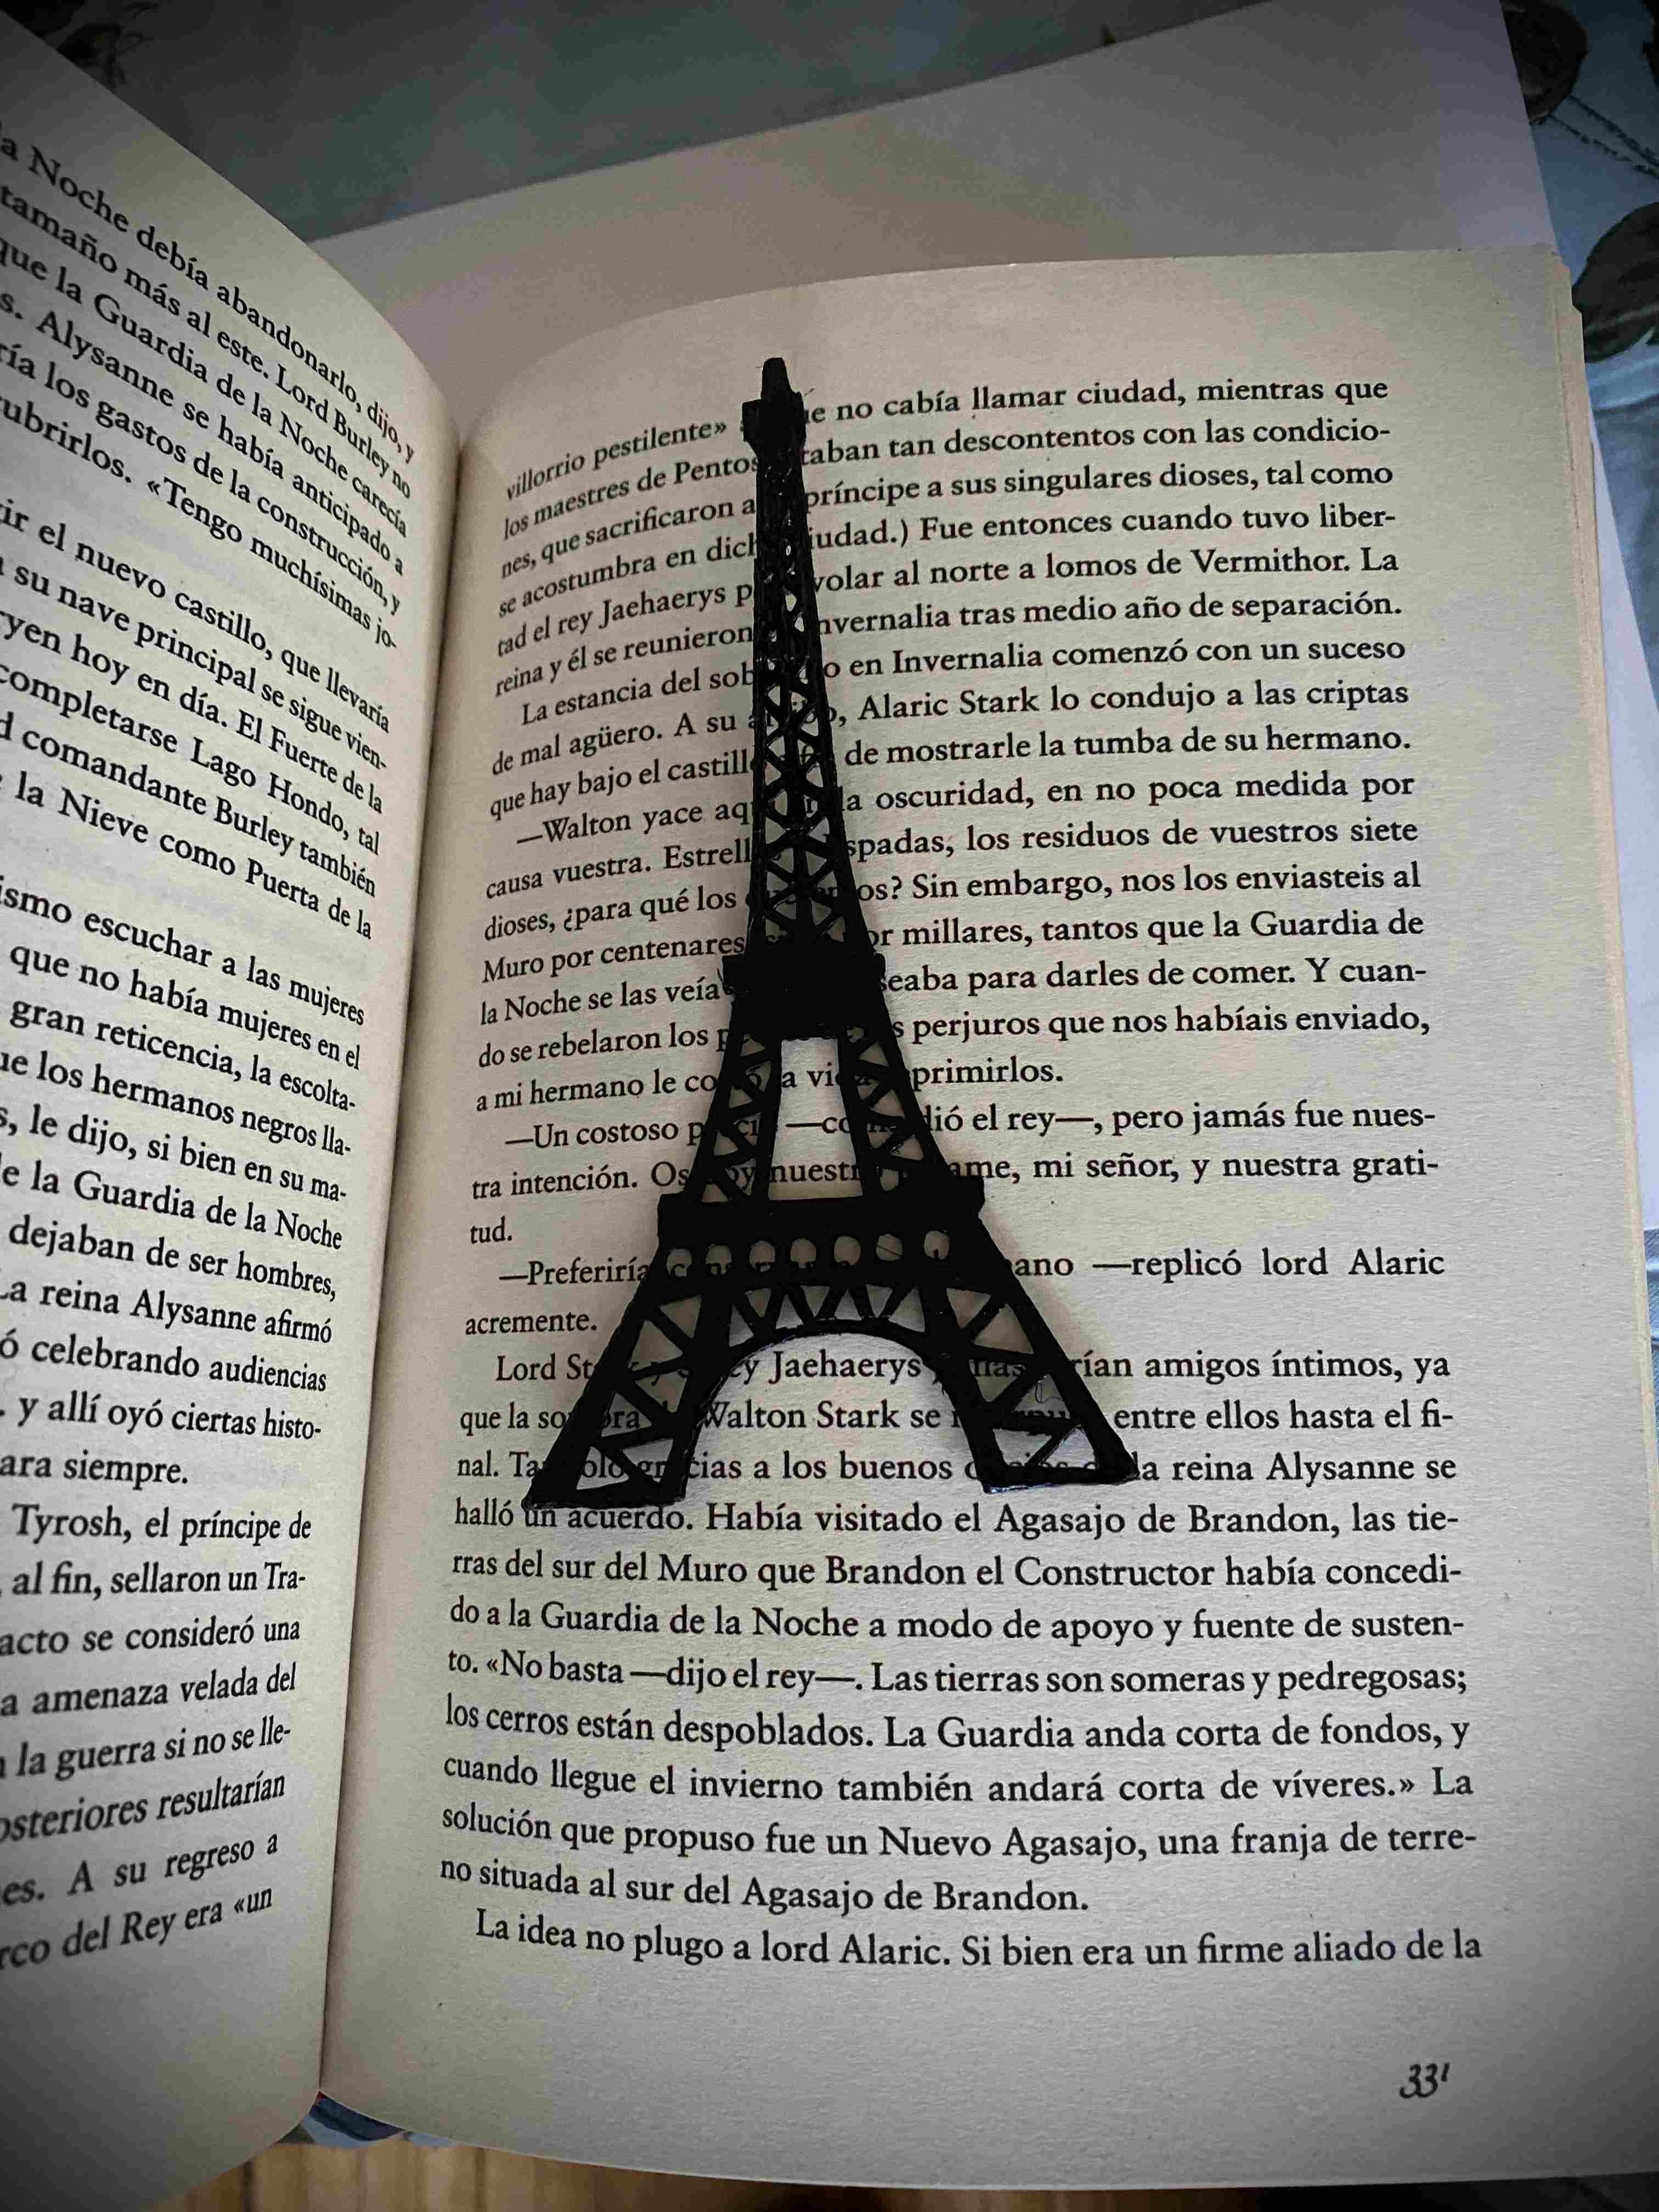 a Noche debía abandonarlo, dijo, y
tamaño más al este. Lord Burley no
que la Guardia de la Noche carecía
s. Alysanne se había anticipado a
ría los gastos de la construcción, y
ubrirlos. «Tengo muchísimas jo-
ir el nuevo castillo, que llevaría
su nave principal se sigue vien-
yen hoy en día. El Fuerte de la
completarse Lago Hondo, tal
d comandante Burley también
la Nieve como Puerta de la
ismo escuchar a las mujeres
que no había mujeres en el
gran reticencia, la escolta-
ue los hermanos negros lla-
s, le dijo, si bien en su ma-
e la Guardia de la Noche
dejaban de ser hombres,
La reina Alysanne afirmó
ó celebrando audiencias
. y allí oyó ciertas histo-
ara siempre.
Tyrosh, el príncipe de
al fin, sellaron un Tra-
acto se consideró una
a amenaza velada del
la guerra si no se lle-
osteriores resultarían
es. A su regreso a
rco del Rey era «un
villorrio pestilente» no cabía llamar ciudad, mientras que
los maestres de Pentos taban tan descontentos con las condicio-
nes, que sacrificaron a príncipe a sus singulares dioses, tal como
se acostumbra en dich iudad.) Fue entonces cuando tuvo liber-
tad el rey Jaehaerys p volar al norte a lomos de Vermithor. La
reina y él se reunieron nvernalia tras medio año de separación.
La estancia del sob o en Invernalia comenzó con un suceso
de mal agüero. A su Alaric Stark lo condujo a las criptas
que hay bajo el castill de mostrarle la tumba de su hermano.
—Walton yace aq la oscuridad, en no poca medida por
causa vuestra. Estrell spadas, los residuos de vuestros siete
dioses, ¿para qué los os? Sin embargo, nos los enviasteis al
Muro por centenares or millares, tantos que la Guardia de
la Noche se las veía seaba para darles de comer. Y cuan-
do se rebelaron los p s perjuros que nos habíais enviado,
a mi hermano le co a vi primirlos.
—Un costoso p —co dió el rey—, pero jamás fue nues-
tra intención. Os nuestr ame, mi señor, y nuestra grati-
tud.
—Preferiría ano —replicó lord Alaric
acremente.
Lord St y Jaehaerys rían amigos íntimos, ya
que la so Walton Stark se entre ellos hasta el fi-
nal. Ta cias a los buenos la reina Alysanne se
halló un acuerdo. Había visitado el Agasajo de Brandon, las tie-
rras del sur del Muro que Brandon el Constructor había concedi-
do a la Guardia de la Noche a modo de apoyo y fuente de susten-
to. «No basta —dijo el rey—. Las tierras son someras y pedregosas;
los cerros están despoblados. La Guardia anda corta de fondos, y
cuando llegue el invierno también andará corta de víveres.» La
solución que propuso fue un Nuevo Agasajo, una franja de terre-
no situada al sur del Agasajo de Brandon.
La idea no plugo a lord Alaric. Si bien era un firme aliado de la
331